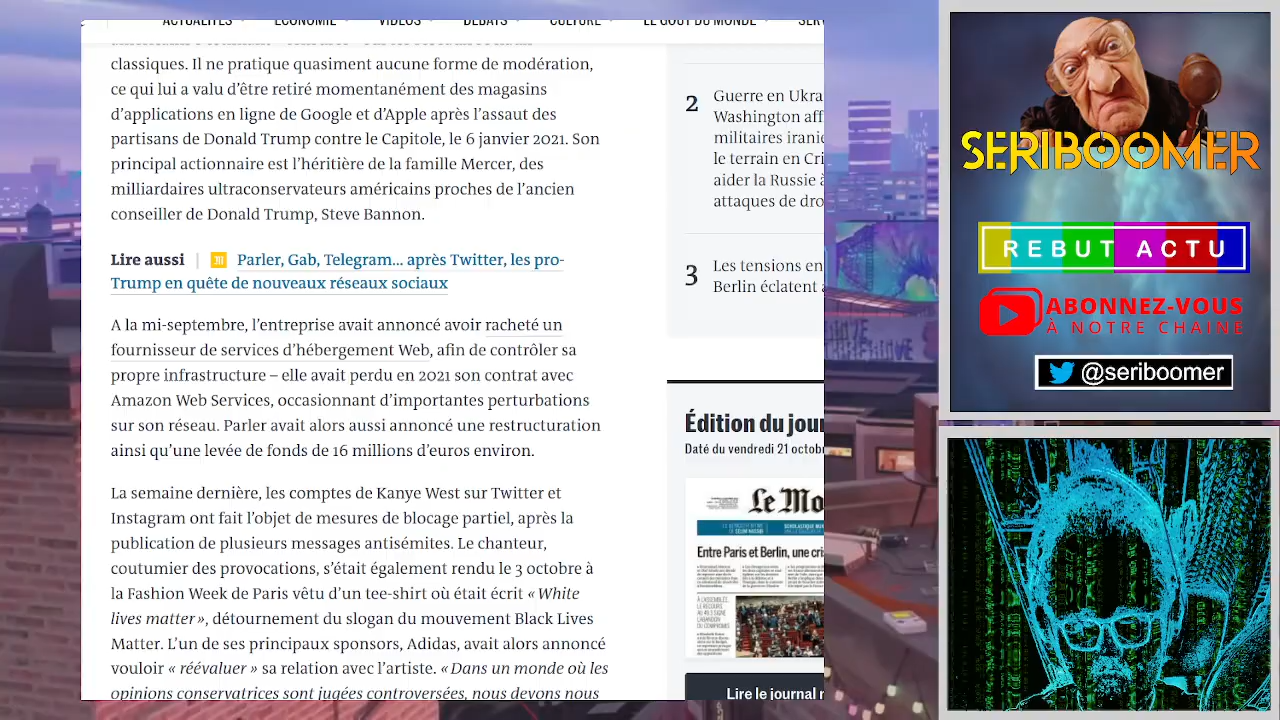 ACTUALITÉS ÉCONOMIE VIDÉOS DÉBATS CULTURE LE GOÛT DU MONDE SERV
classiques. Il ne pratique quasiment aucune forme de modération,
ce qui lui a valu d’être retiré momentanément des magasins
d’applications en ligne de Google et d’Apple après l’assaut des
partisans de Donald Trump contre le Capitole, le 6 janvier 2021. Son
principal actionnaire est l’héritière de la famille Mercer, des
milliardaires ultraconservateurs américains proches de l’ancien
conseiller de Donald Trump, Steve Bannon.
Lire aussi | Parler, Gab, Telegram… après Twitter, les pro-
Trump en quête de nouveaux réseaux sociaux
A la mi-septembre, l’entreprise avait annoncé avoir racheté un
fournisseur de services d’hébergement Web, afin de contrôler sa
propre infrastructure – elle avait perdu en 2021 son contrat avec
Amazon Web Services, occasionnant d’importantes perturbations
sur son réseau. Parler avait alors aussi annoncé une restructuration
ainsi qu’une levée de fonds de 16 millions d’euros environ.
La semaine dernière, les comptes de Kanye West sur Twitter et
Instagram ont fait l’objet de mesures de blocage partiel, après la
publication de plusieurs messages antisémites. Le chanteur,
coutumier des provocations, s’était également rendu le 3 octobre à
la Fashion Week de Paris vêtu d’un tee-shirt où était écrit « White
lives matter », détournement du slogan du mouvement Black Lives
Matter. L’un des ses principaux sponsors, Adidas, avait alors annoncé
vouloir « réévaluer » sa relation avec l’artiste. « Dans un monde où les
opinions conservatrices sont jugées controversées, nous devons nous
2
Guerre en Ukra
Washington aff
militaires iranie
le terrain en Cri
aider la Russie à
attaques de dro
3
Les tensions en
Berlin éclatent a
Édition du jour
Daté du vendredi 21 octobr
Le Mo
Entre Paris et Berlin, une cri
À L’ASSEMBLÉE,
LE RECOURS
AU 49.3 SIGNE
L’ABANDON
DU COMPROMIS
Lire le journal n
SERIBOOMER
REBUT ACTU
ABONNEZ-VOUS
À NOTRE CHAINE
@seriboomer